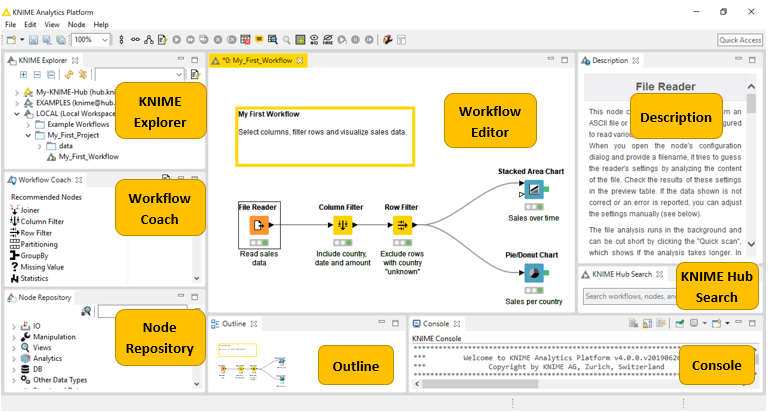 KNIME Analytics Platform
File Edit View Node Help
100%
Quick Access
KNIME Explorer
My-KNIME-Hub (hub.kni
EXAMPLES (knime@hub.
LOCAL (Local Workspace
Example Workflows
My_First_Project
data
My_First_Workflow
KNIME
Explorer
Workflow Coach
Recommended Nodes
Joiner
Column Filter
Row Filter
Partitioning
GroupBy
Missing Value
Statistics
Workflow
Coach
Node Repository
IO
Manipulation
Views
Analytics
DB
Other Data Types
Node
Repository
*0: My_First_Workflow
My First Workflow
Select columns, filter rows and visualize sales data.
Workflow
Editor
File Reader
Read sales
data
Column Filter
Include country,
date and amount
Row Filter
Exclude rows
with country
"unknown"
Stacked Area Chart
Sales over time
Pie/Donut Chart
Sales per country
Outline
Outline
Console
KNIME Console
Welcome to KNIME Analytics Platform v4.0.0.v20190626
Copyright by KNIME AG, Zurich, Switzerland
Console
Description
File Reader
This node c
m an
ASCII file or
gured
to read vario
When you open the node's configuration
dialog and provide a filename, it tries to guess
the reader's settings by analyzing the content
of the file. Check the results of these settings
in the preview table. If the data shown is not
correct or an error is reported, you can adjust
the settings manually (see below).
The file analysis runs in the background and
can be cut short by clicking the "Quick scan",
which shows if the analysis takes longer. In
Description
KNIME Hub Search
Search workflows, nodes, and
KNIME Hub
Search